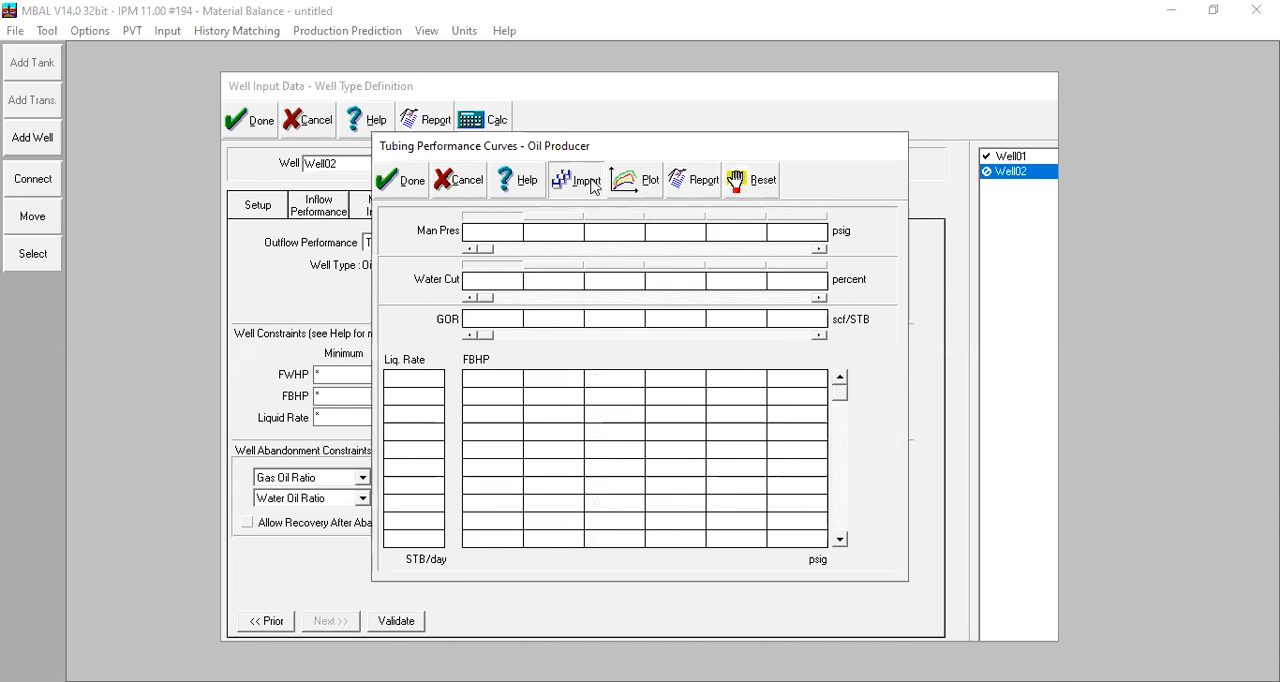 MBAL V14.0 32bit - IPM 11.00 #194 - Material Balance - untitled
File Tool Options PVT Input History Matching Production Prediction View Units Help
Add Tank
Add Trans.
Add Well
Connect
Move
Select
Well Input Data - Well Type Definition
Done Cancel Help Report Calc
Well Well02
Setup
Inflow
Performance
Outflow Performance
Well Type :
Well Constraints (see Help for
Minimum
FWHP *
FBHP *
Liquid Rate *
Well Abandonment Constraints
Gas Oil Ratio
Water Oil Ratio
Allow Recovery After
<< Prior Next >> Validate
Tubing Performance Curves - Oil Producer
Done Cancel Help Import Plot Report Reset
Man Pres psig
Water Cut percent
GOR scf/STB
Liq. Rate FBHP
STB/day psig
Well01
Well02